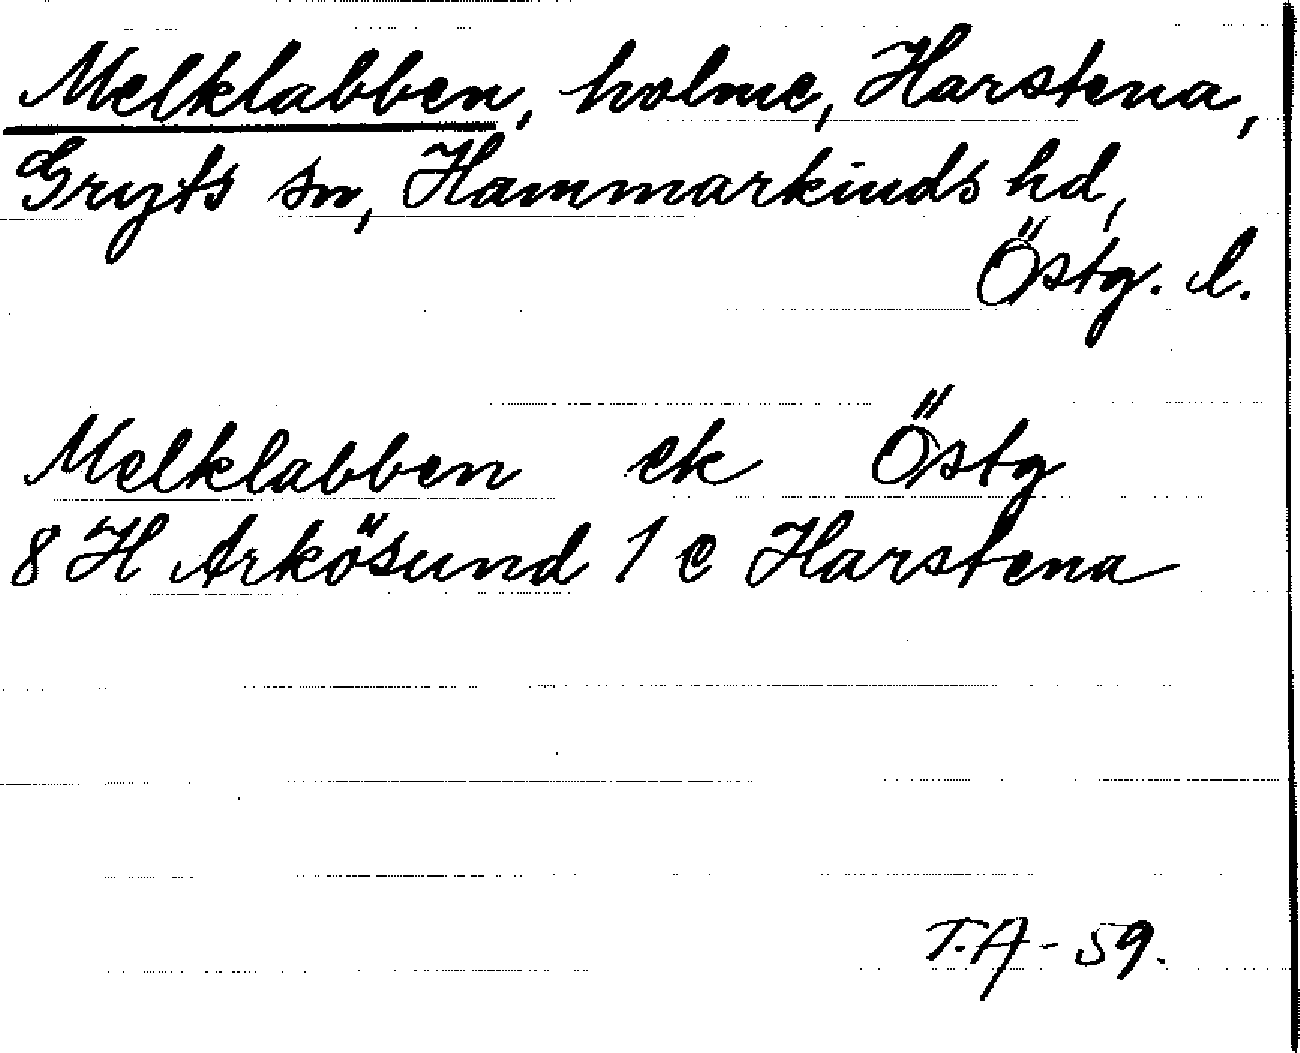 Melklabben, holme, Harstena,
Gryts sn, Hammarkinds hd,
Östg. l.
Melklabben ek Östg
8 H Arkösund 1 c Harstena
T.A-59.